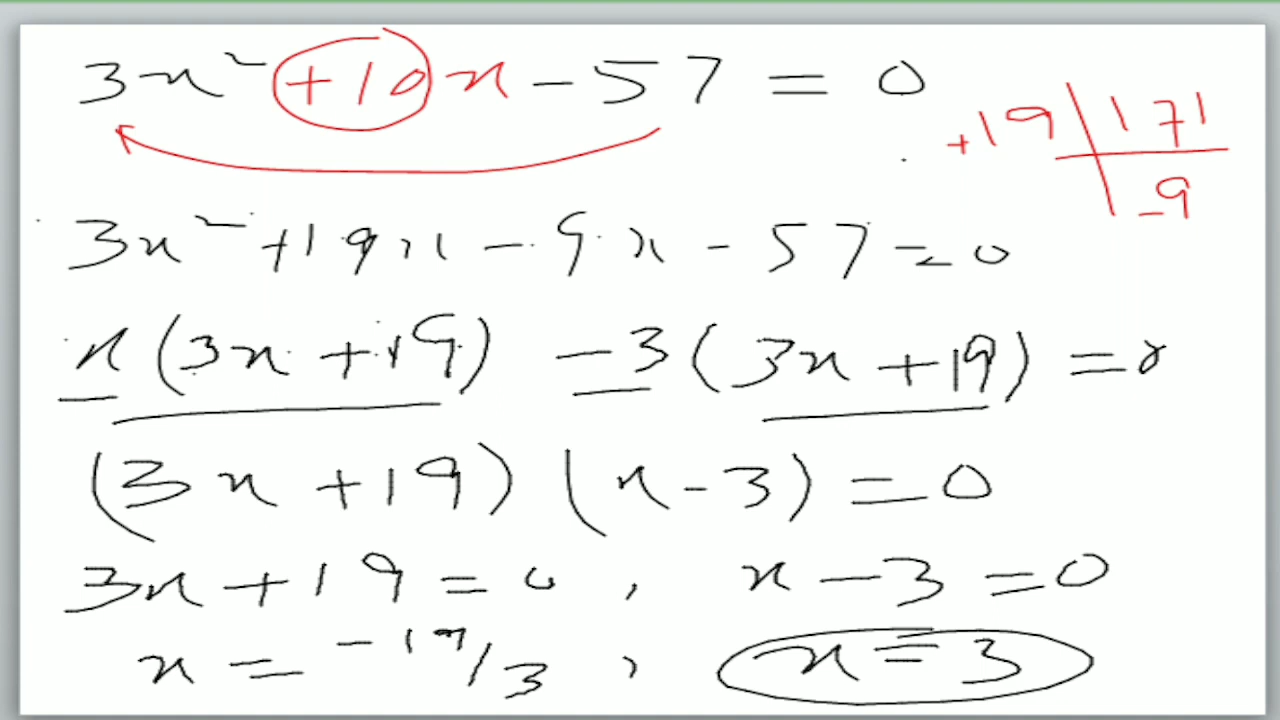 3x² +10x - 57 = 0
+19 | 171
-9
3x² +19x - 9x - 57 = 0
x (3x +19) - 3 (3x +19) = 0
(3x +19) (x - 3) = 0
3x + 19 = 0 , x - 3 = 0
x = -19/3 , x = 3